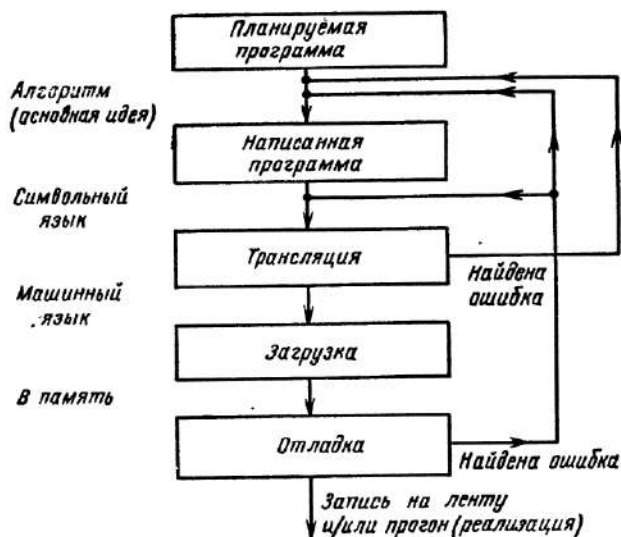 Планируемая
программа
Алгоритм
(основная идея)
Написанная
программа
Символьный
язык
Трансляция
Найдена
ошибка
Машинный
язык
Загрузка
В память
Отладка
Найдена ошибка
Запись на ленту
и/или прогон (реализация)